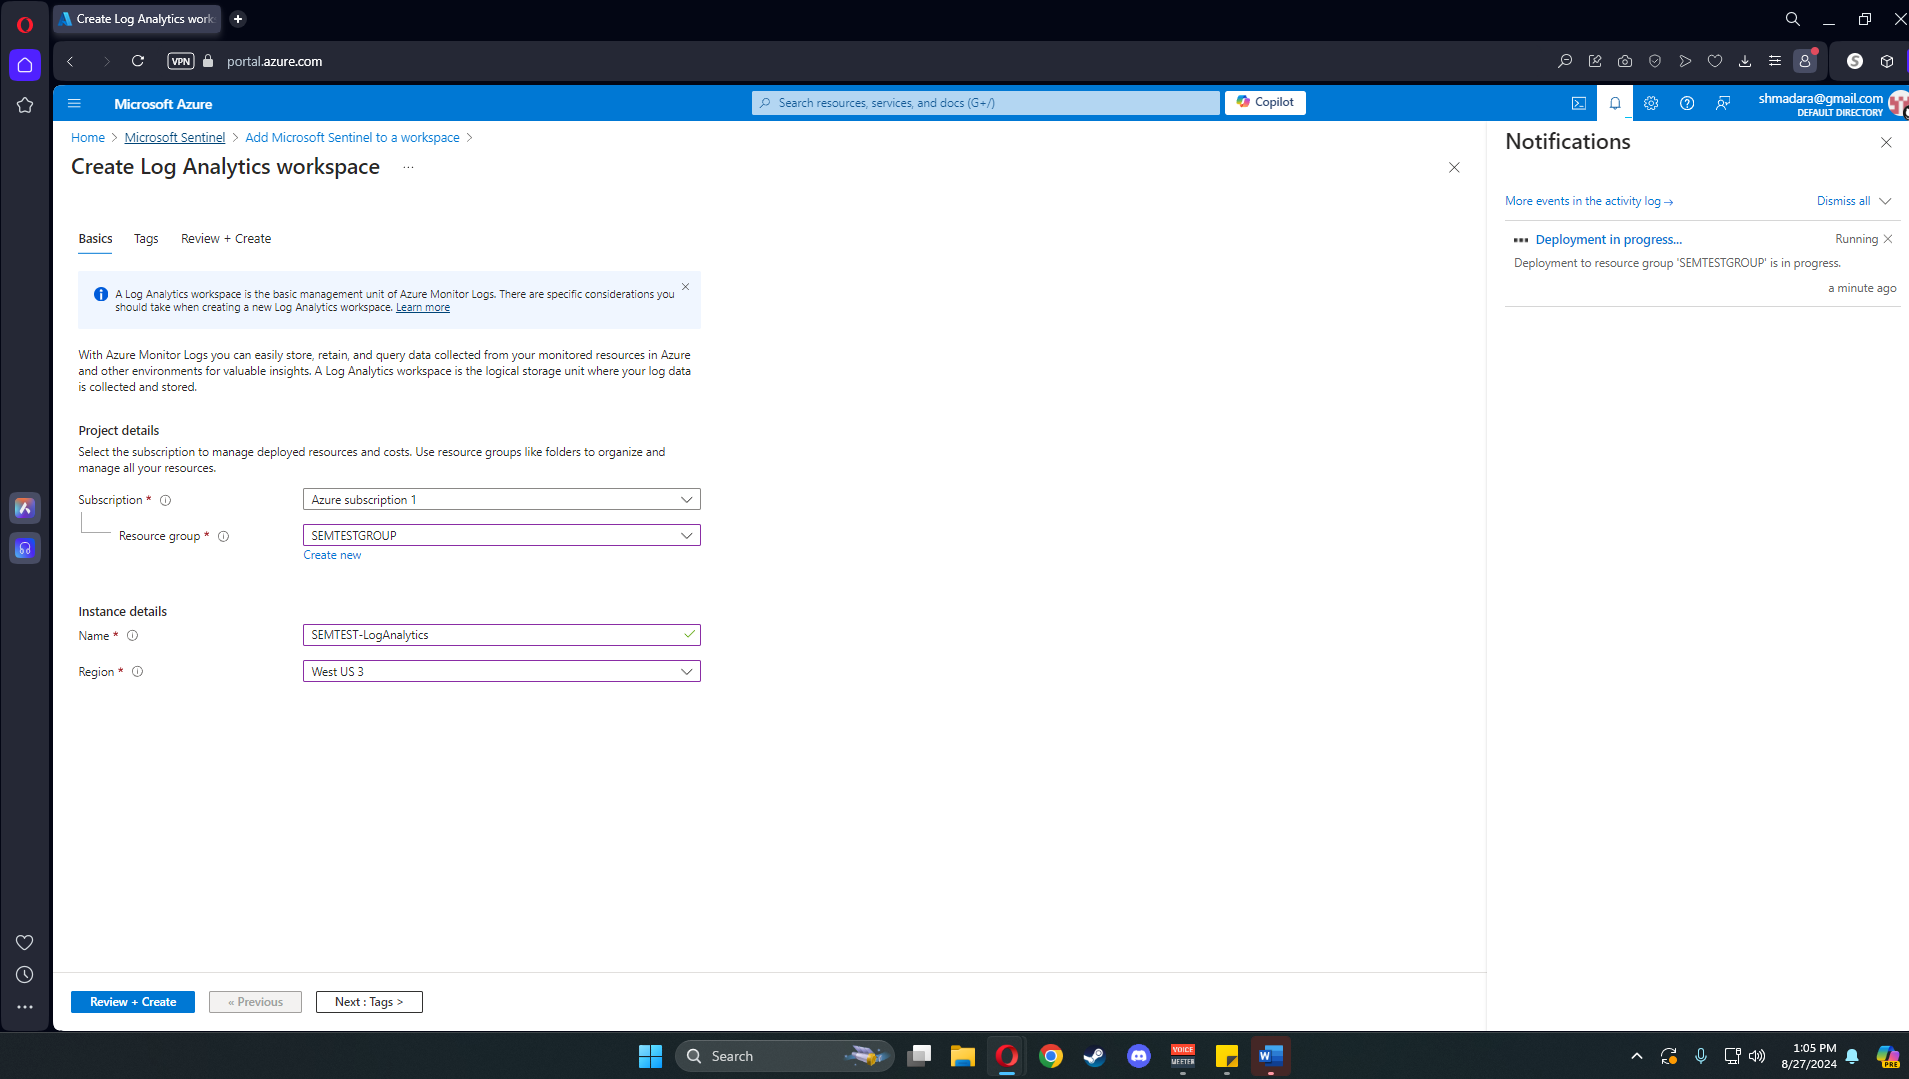 Create Log Analytics work
VPN
portal.azure.com
Microsoft Azure
Search resources, services, and docs (G+/)
Copilot
shmadara@gmail.com
DEFAULT DIRECTORY
Home > Microsoft Sentinel > Add Microsoft Sentinel to a workspace >
Create Log Analytics workspace ...
Basics Tags Review + Create
A Log Analytics workspace is the basic management unit of Azure Monitor Logs. There are specific considerations you
should take when creating a new Log Analytics workspace. Learn more
With Azure Monitor Logs you can easily store, retain, and query data collected from your monitored resources in Azure
and other environments for valuable insights. A Log Analytics workspace is the logical storage unit where your log data
is collected and stored.
Project details
Select the subscription to manage deployed resources and costs. Use resource groups like folders to organize and
manage all your resources.
Subscription * Azure subscription 1
Resource group * SEMTESTGROUP
Create new
Instance details
Name * SEMTEST-LogAnalytics
Region * West US 3
Review + Create
« Previous
Next : Tags >
Notifications
More events in the activity log →
Dismiss all
Deployment in progress... Running
Deployment to resource group 'SEMTESTGROUP' is in progress.
a minute ago
Search
VOICE
MEETER
W
1:05 PM
8/27/2024
PRE